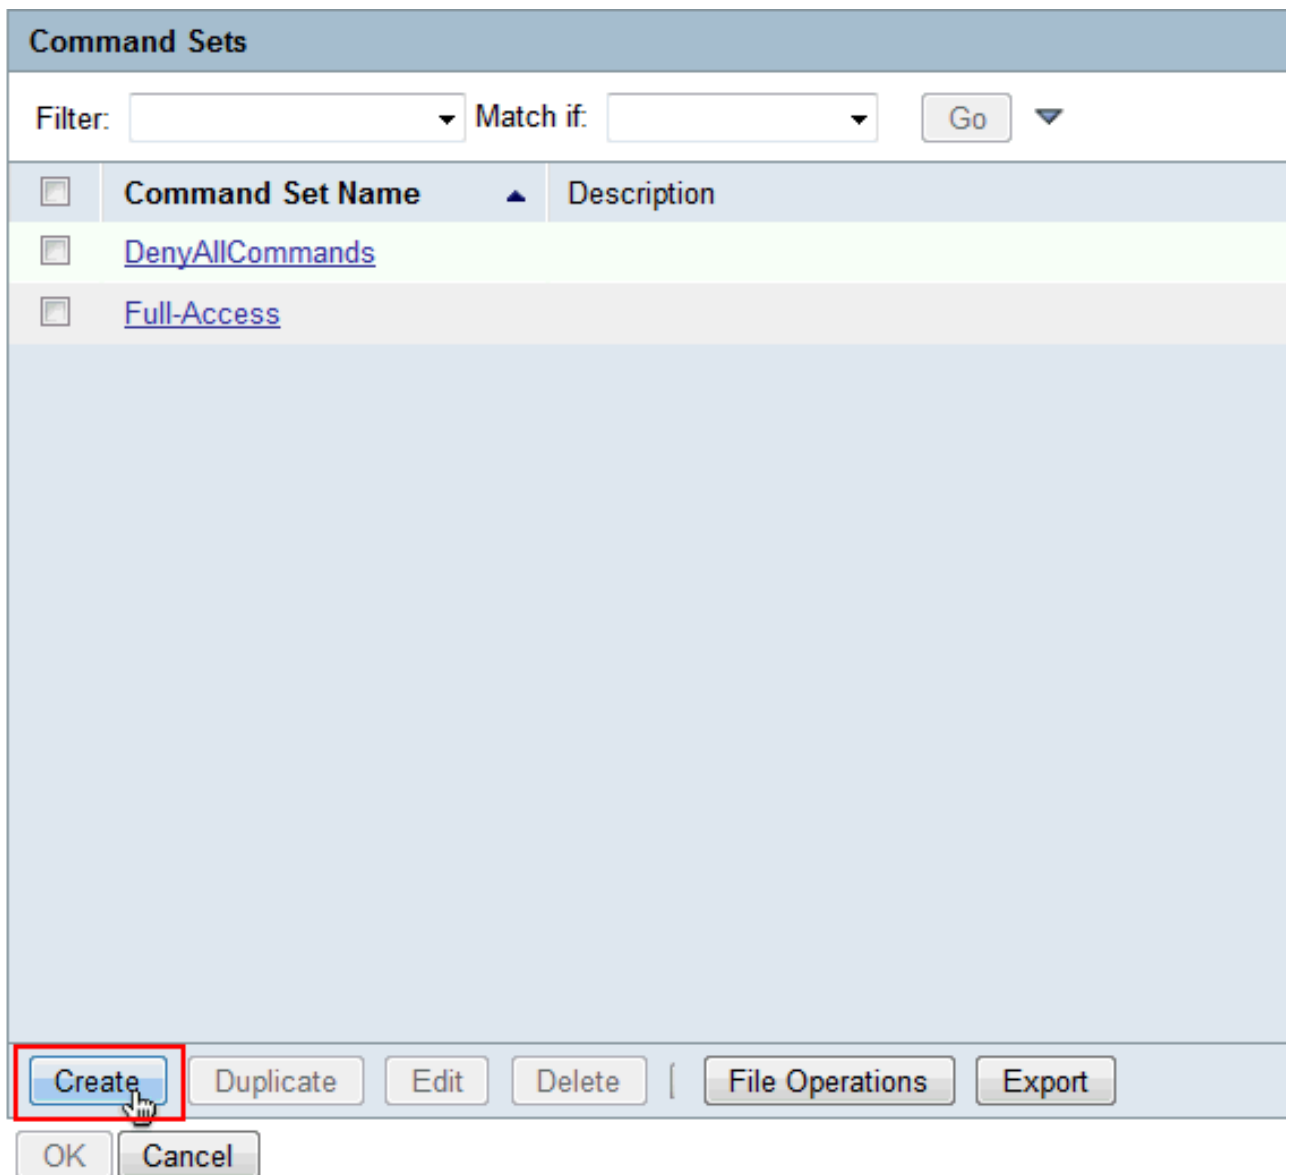 Command Sets
Filter: Match if: Go
Command Set Name Description
DenyAllCommands
Full-Access
Create Duplicate Edit Delete | File Operations Export
OK Cancel